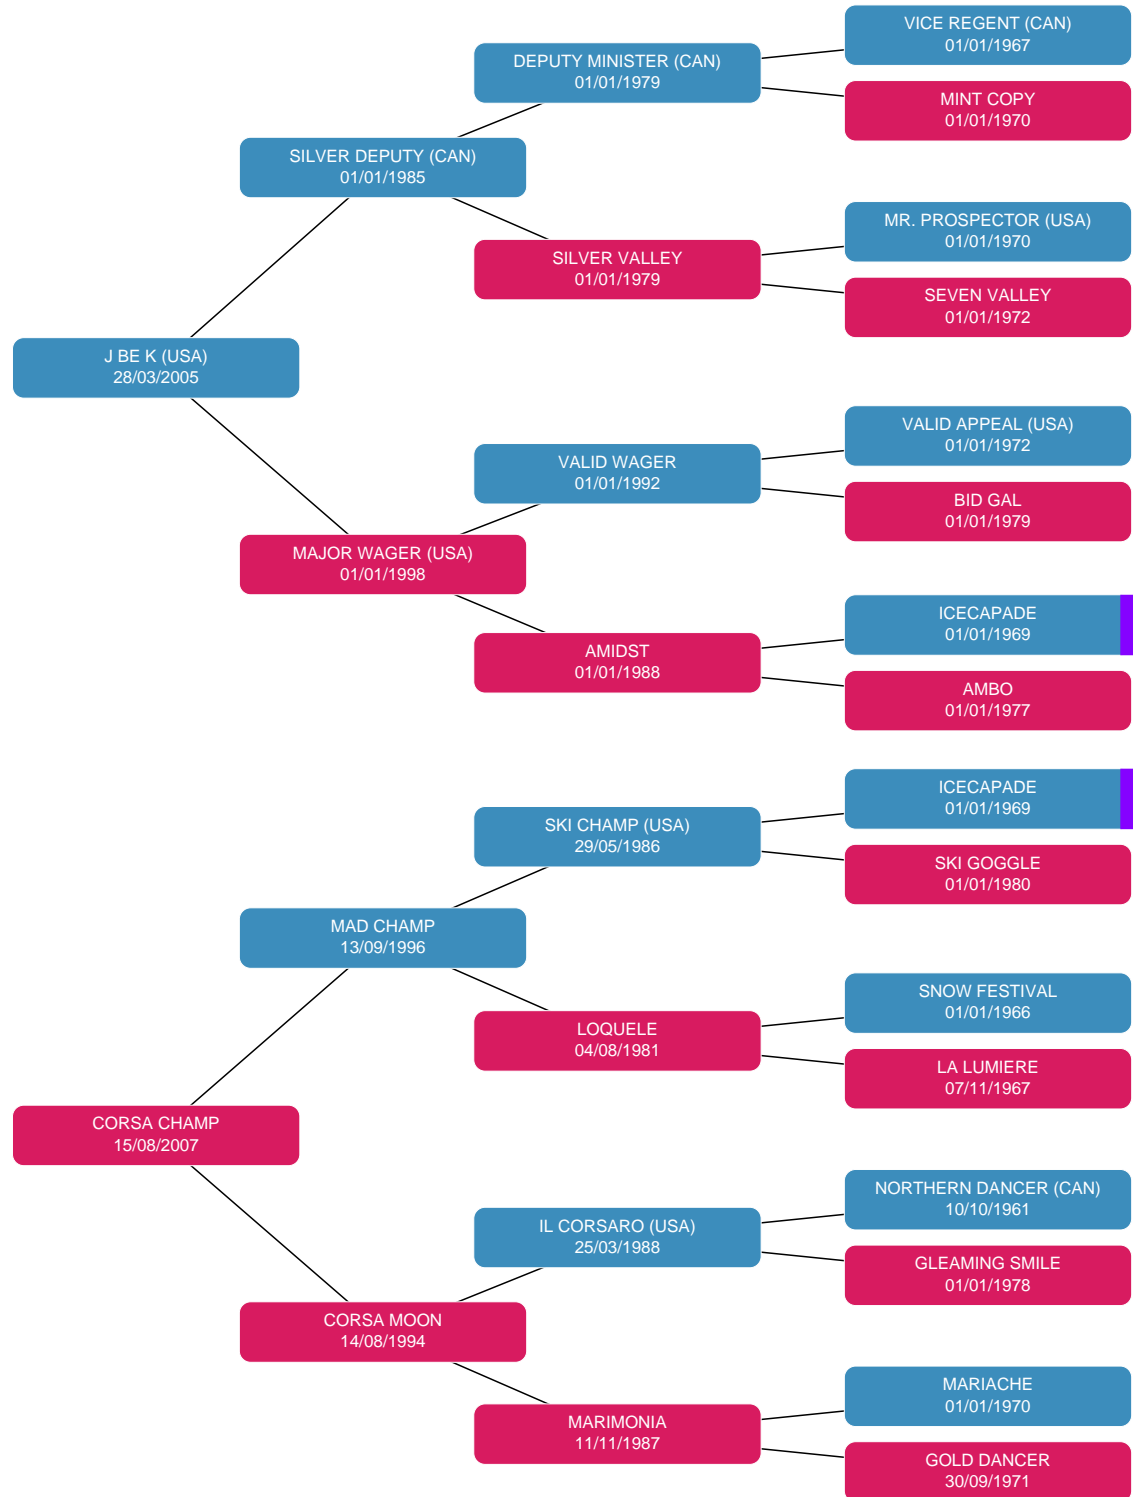 VICE REGENT (CAN)
01/01/1967
DEPUTY MINISTER (CAN)
01/01/1979
MINT COPY
01/01/1970
SILVER DEPUTY (CAN)
01/01/1985
MR. PROSPECTOR (USA)
01/01/1970
SILVER VALLEY
01/01/1979
SEVEN VALLEY
01/01/1972
J BE K (USA)
28/03/2005
VALID APPEAL (USA)
01/01/1972
VALID WAGER
01/01/1992
BID GAL
01/01/1979
MAJOR WAGER (USA)
01/01/1998
ICECAPADE
01/01/1969
AMIDST
01/01/1988
AMBO
01/01/1977
ICECAPADE
01/01/1969
SKI CHAMP (USA)
29/05/1986
SKI GOGGLE
01/01/1980
MAD CHAMP
13/09/1996
SNOW FESTIVAL
01/01/1966
LOQUELE
04/08/1981
LA LUMIERE
07/11/1967
CORSA CHAMP
15/08/2007
NORTHERN DANCER (CAN)
10/10/1961
IL CORSARO (USA)
25/03/1988
GLEAMING SMILE
01/01/1978
CORSA MOON
14/08/1994
MARIACHE
01/01/1970
MARIMONIA
11/11/1987
GOLD DANCER
30/09/1971